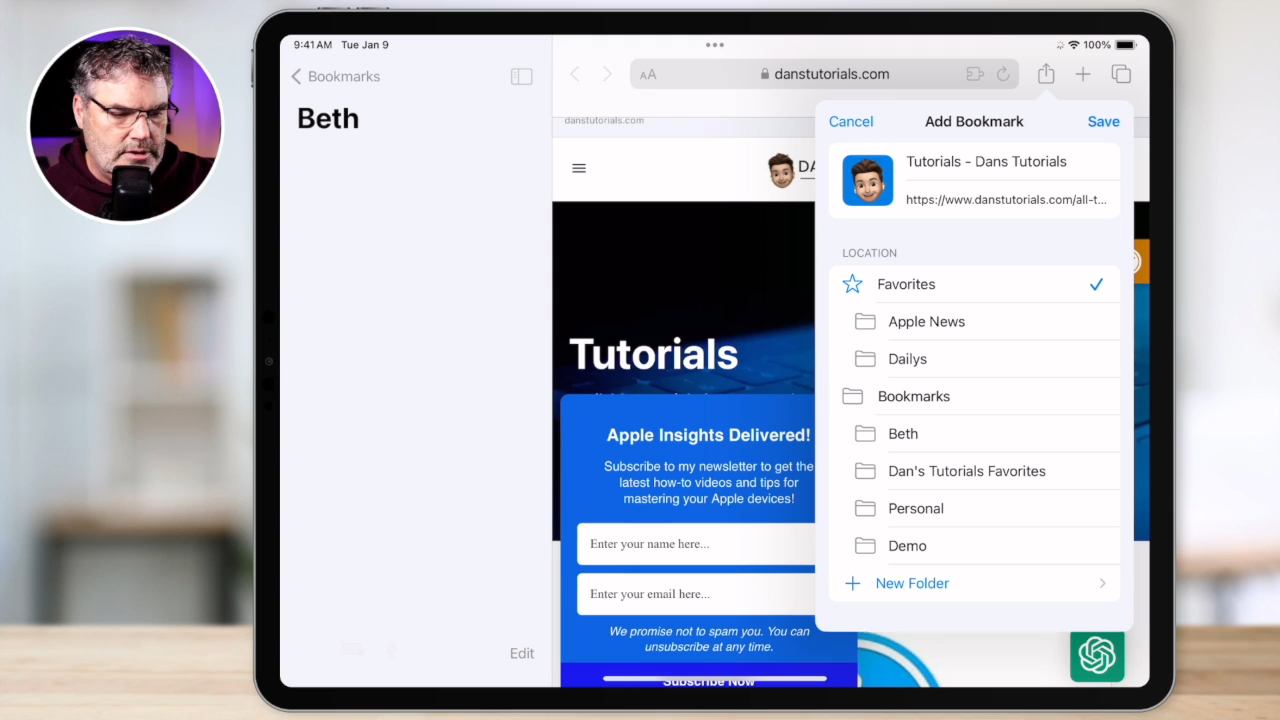 9:41 AM Tue Jan 9
100%
Bookmarks
Beth
Edit
AA
danstutorials.com
danstutorials.com
DA
Tutorials
Apple Insights Delivered!
Subscribe to my newsletter to get the
latest how-to videos and tips for
mastering your Apple devices!
Enter your name here...
Enter your email here...
We promise not to spam you. You can
unsubscribe at any time.
Subscribe Now
Cancel
Add Bookmark
Save
Tutorials - Dans Tutorials
https://www.danstutorials.com/all-t...
LOCATION
Favorites
Apple News
Dailys
Bookmarks
Beth
Dan's Tutorials Favorites
Personal
Demo
New Folder